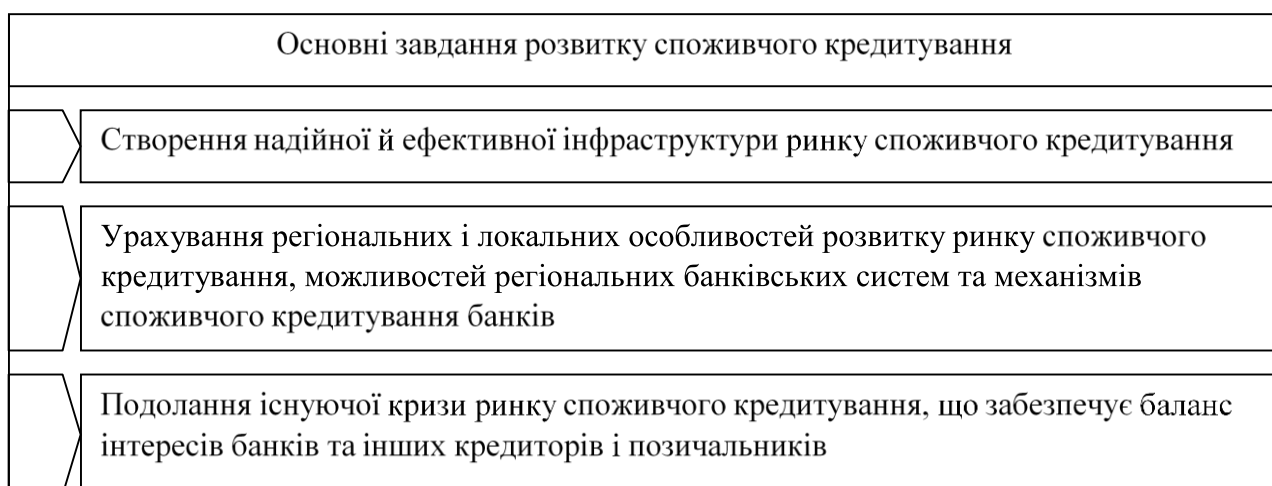 Основні завдання розвитку споживчого кредитування
Створення надійної й ефективної інфраструктури ринку споживчого кредитування
Урахування регіональних і локальних особливостей розвитку ринку споживчого
кредитування, можливостей регіональних банківських систем та механізмів
споживчого кредитування банків
Подолання існуючої кризи ринку споживчого кредитування, що забезпечує баланс
інтересів банків та інших кредиторів і позичальників